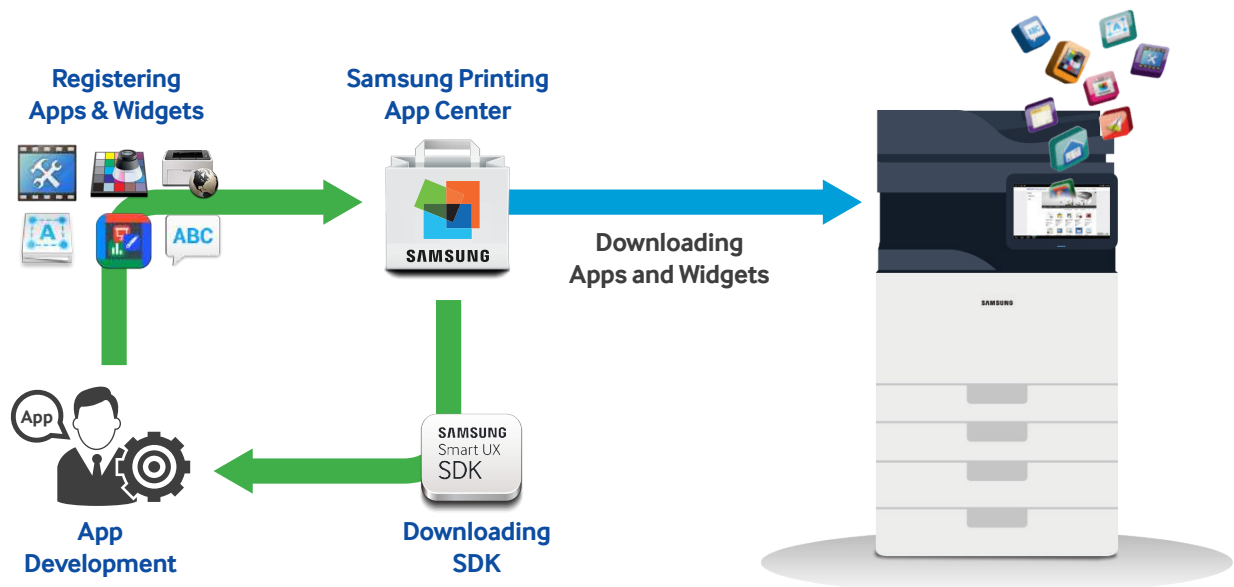 Registering
Apps & Widgets
Samsung Printing
App Center
A
ABC
SAMSUNG
Downloading
Apps and Widgets
ABC
A
SAMSUNG
App
SAMSUNG
Smart UX
SDK
App
Development
Downloading
SDK